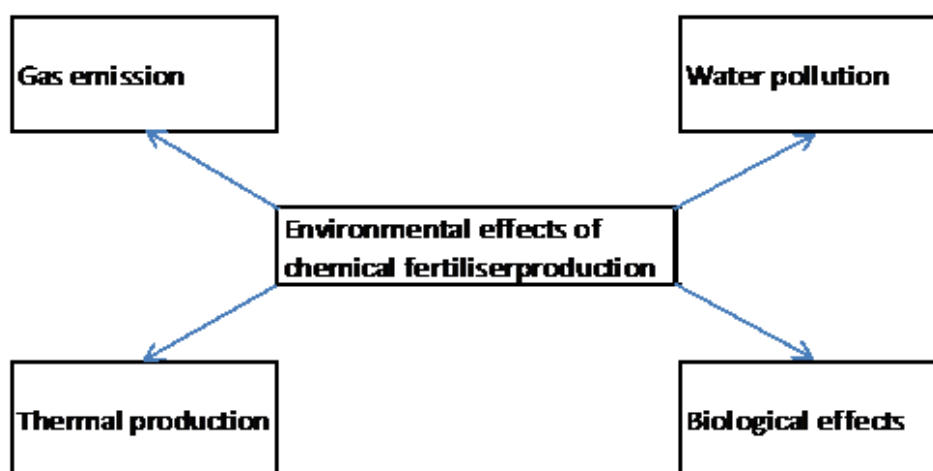 Gas emission
Water pollution
Environmental effects of
chemical fertiliserproduction
Thermal production
Biological effects